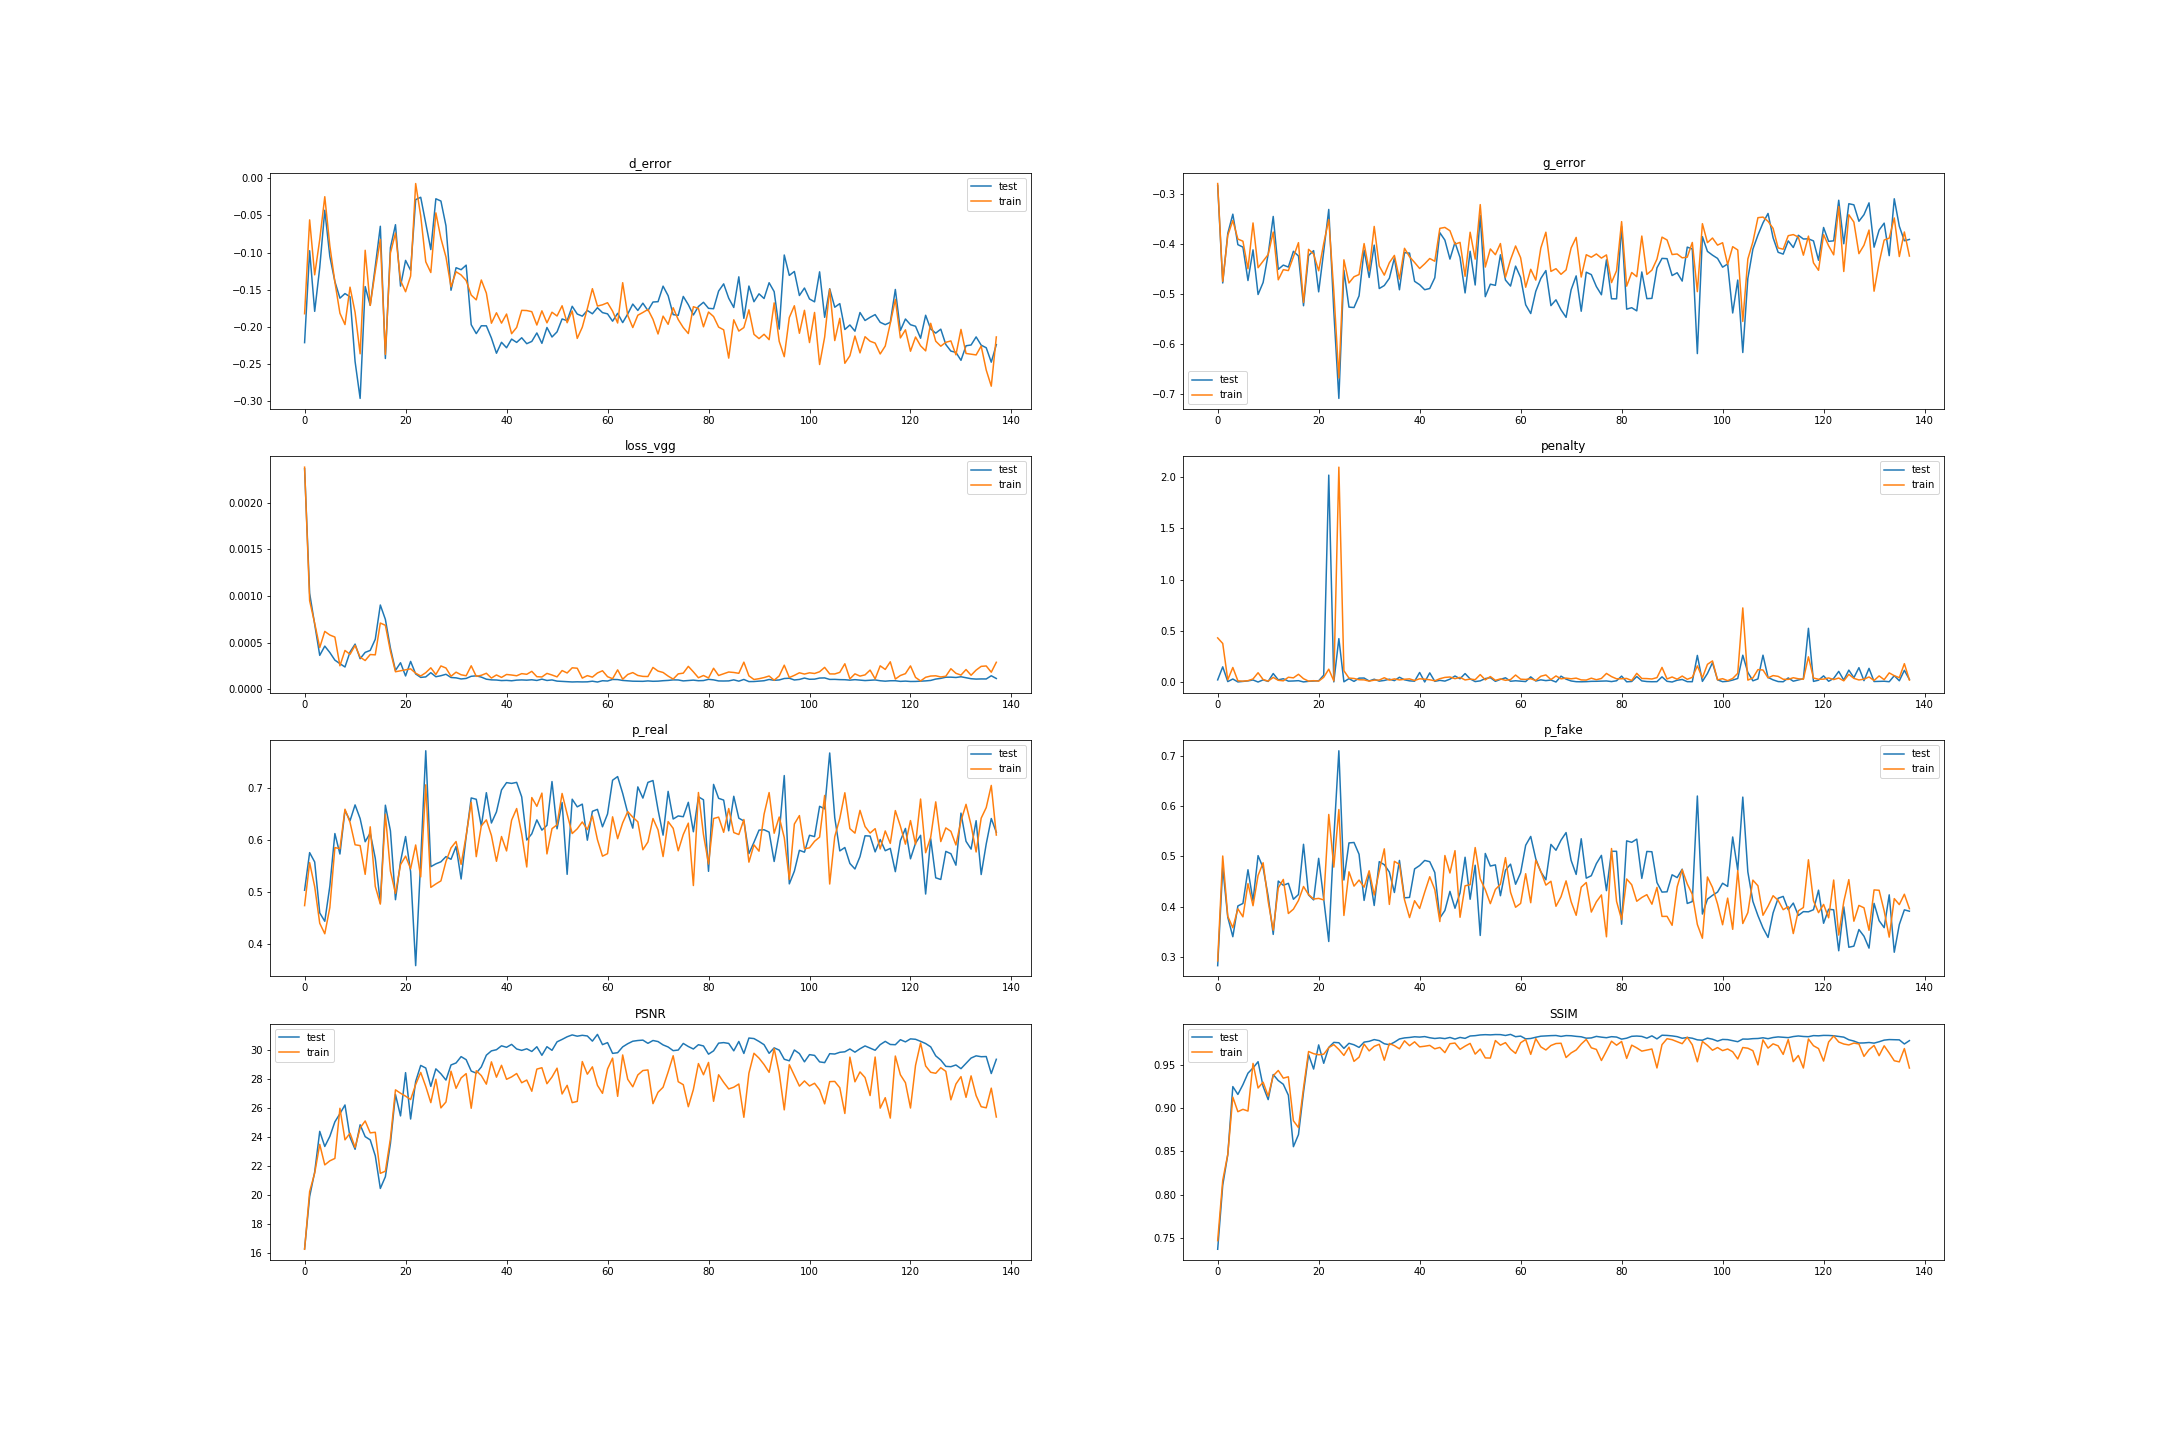 d_error
0.00
−0.05
−0.10
−0.15
−0.20
−0.25
−0.30
0 20 40 60 80 100 120 140
test
train
g_error
−0.3
−0.4
−0.5
−0.6
−0.7
0 20 40 60 80 100 120 140
test
train
loss_vgg
0.0020
0.0015
0.0010
0.0005
0.0000
0 20 40 60 80 100 120 140
test
train
penalty
2.0
1.5
1.0
0.5
0.0
0 20 40 60 80 100 120 140
test
train
p_real
0.7
0.6
0.5
0.4
0 20 40 60 80 100 120 140
test
train
p_fake
0.7
0.6
0.5
0.4
0.3
0 20 40 60 80 100 120 140
test
train
PSNR
30
28
26
24
22
20
18
16
0 20 40 60 80 100 120 140
test
train
SSIM
0.95
0.90
0.85
0.80
0.75
0 20 40 60 80 100 120 140
test
train